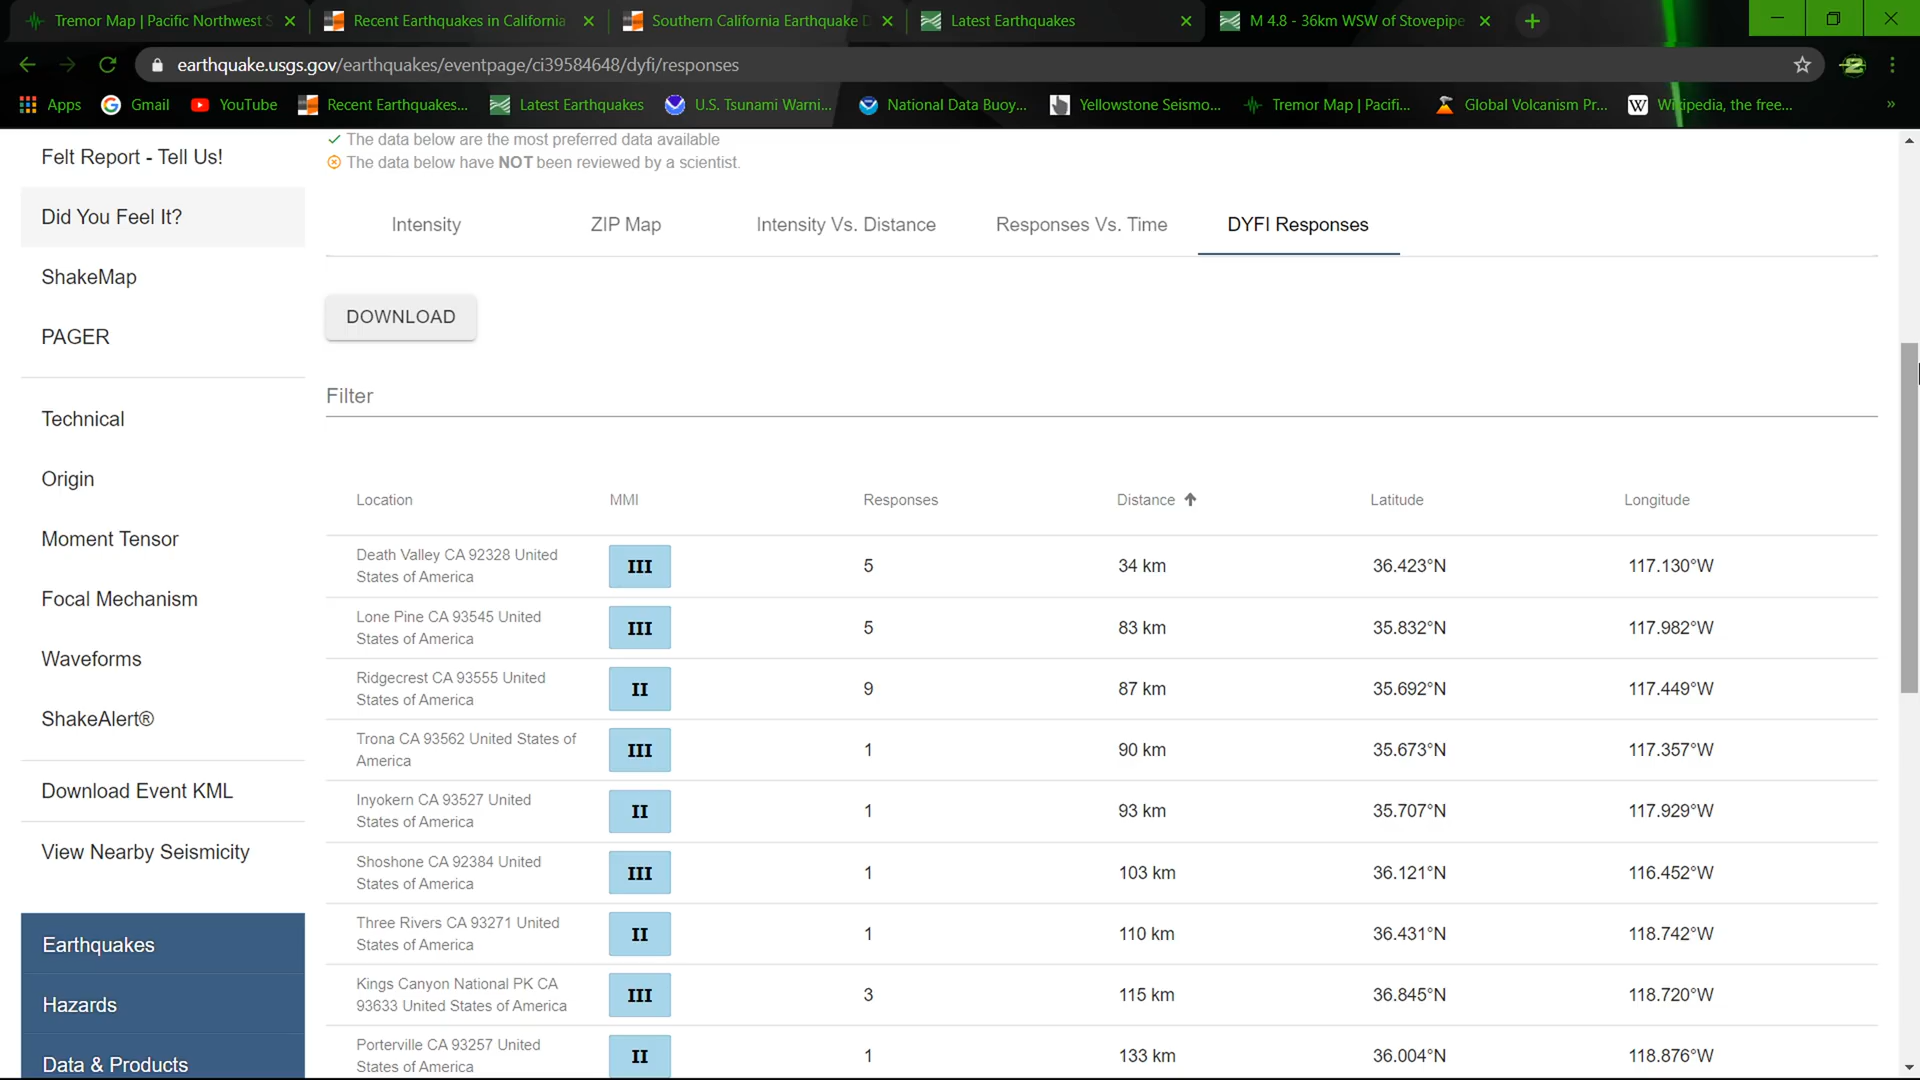 Tremor Map | Pacific Northwest S
Recent Earthquakes in California
Southern California Earthquake D
Latest Earthquakes
M 4.8 - 36km WSW of Stovepipe
earthquake.usgs.gov/earthquakes/eventpage/ci39584648/dyfi/responses
Apps
Gmail
YouTube
Recent Earthquakes...
Latest Earthquakes
U.S. Tsunami Warni...
National Data Buoy...
Yellowstone Seismo...
Tremor Map | Pacifi...
Global Volcanism Pr...
Wikipedia, the free...
Felt Report - Tell Us!
Did You Feel It?
ShakeMap
PAGER
Technical
Origin
Moment Tensor
Focal Mechanism
Waveforms
ShakeAlert®
Download Event KML
View Nearby Seismicity
Earthquakes
Hazards
Data & Products
The data below are the most preferred data available
The data below have NOT been reviewed by a scientist.
Intensity ZIP Map Intensity Vs. Distance Responses Vs. Time DYFI Responses
DOWNLOAD
Filter
Location MMI Responses Distance Latitude Longitude
Death Valley CA 92328 United
States of America
III 5 34 km 36.423°N 117.130°W
Lone Pine CA 93545 United
States of America
III 5 83 km 35.832°N 117.982°W
Ridgecrest CA 93555 United
States of America
II 9 87 km 35.692°N 117.449°W
Trona CA 93562 United States of
America
III 1 90 km 35.673°N 117.357°W
Inyokern CA 93527 United
States of America
II 1 93 km 35.707°N 117.929°W
Shoshone CA 92384 United
States of America
III 1 103 km 36.121°N 116.452°W
Three Rivers CA 93271 United
States of America
II 1 110 km 36.431°N 118.742°W
Kings Canyon National PK CA
93633 United States of America
III 3 115 km 36.845°N 118.720°W
Porterville CA 93257 United
States of America
II 1 133 km 36.004°N 118.876°W